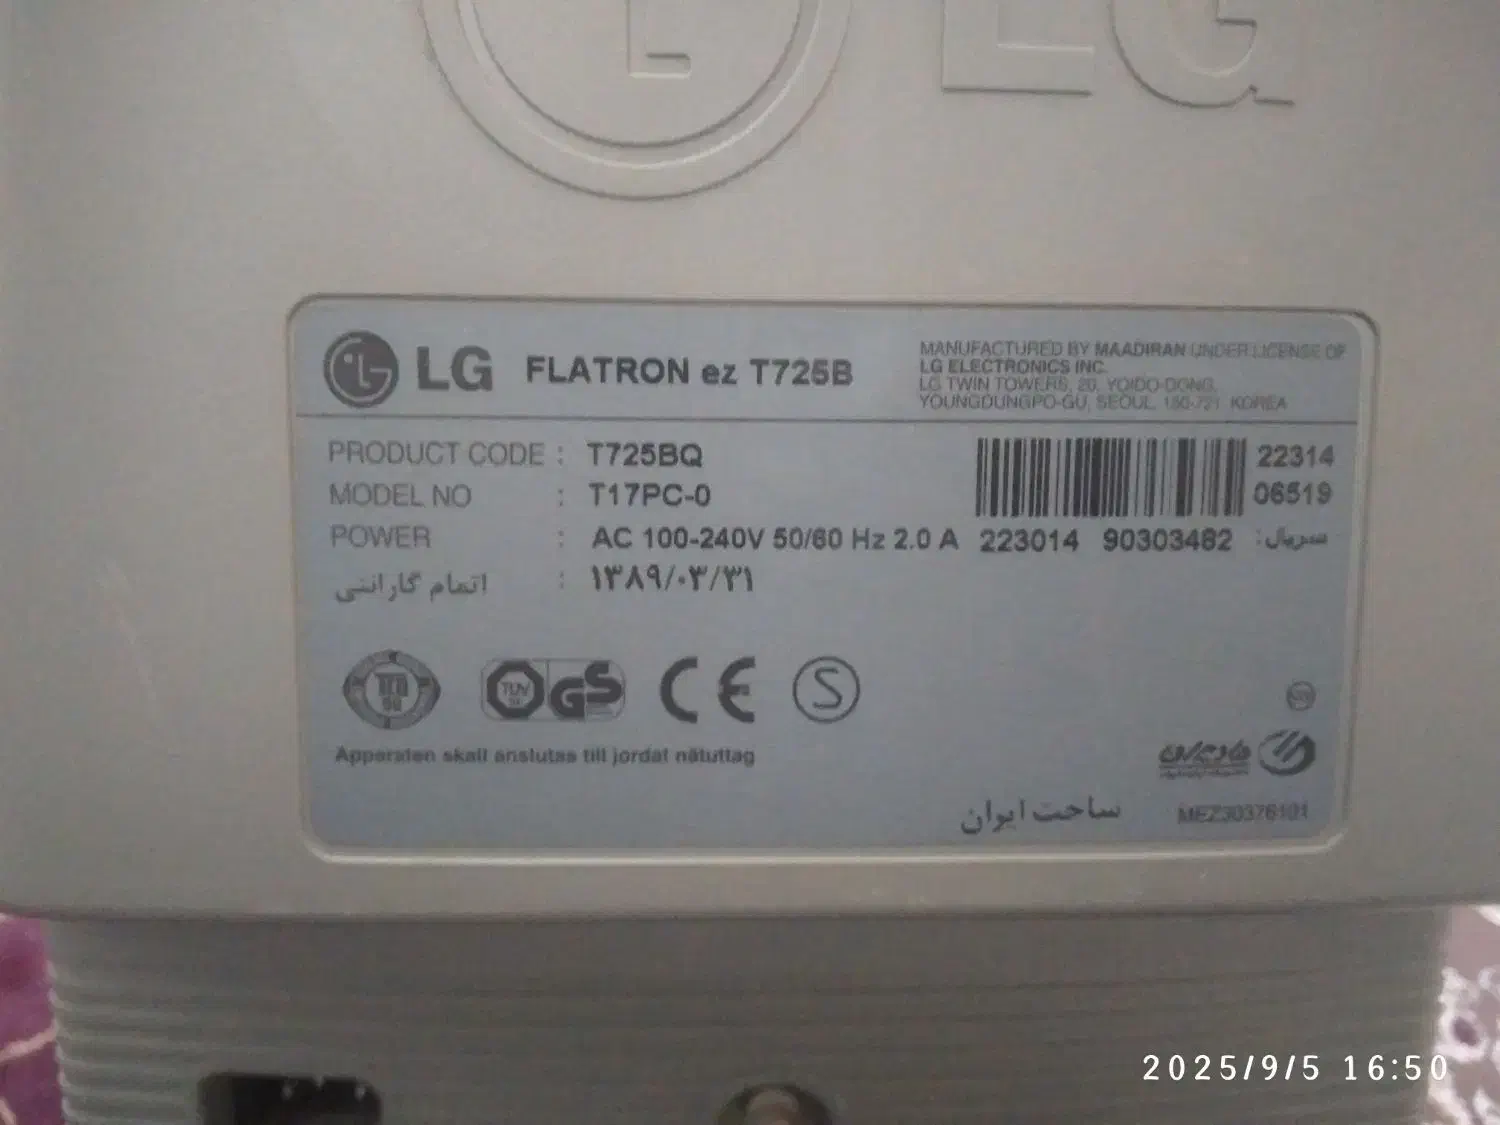 LG
LG FLATRON ez T725B
MANUFACTURED BY MAADIRAN UNDER LICENSE OF
LG ELECTRONICS INC.
LG TWIN TOWERS, 20, YOIDO-DONG,
YOUNGDUNGPO-GU, SEOUL, 150-721, KOREA
PRODUCT CODE : T725BQ
MODEL NO : T17PC-0
POWER : AC 100-240V 50/60 Hz 2.0 A
اتمام گارانتی : ۱۳۸۹/۰۳/۳۱
22314
06519
223014 90303482 سریال:
TÜV GS CE S
Apparaten skall anslutas till jordat nätuttag
مادیران
ساخت ایران
MEZ30376101
2025/9/5 16:50